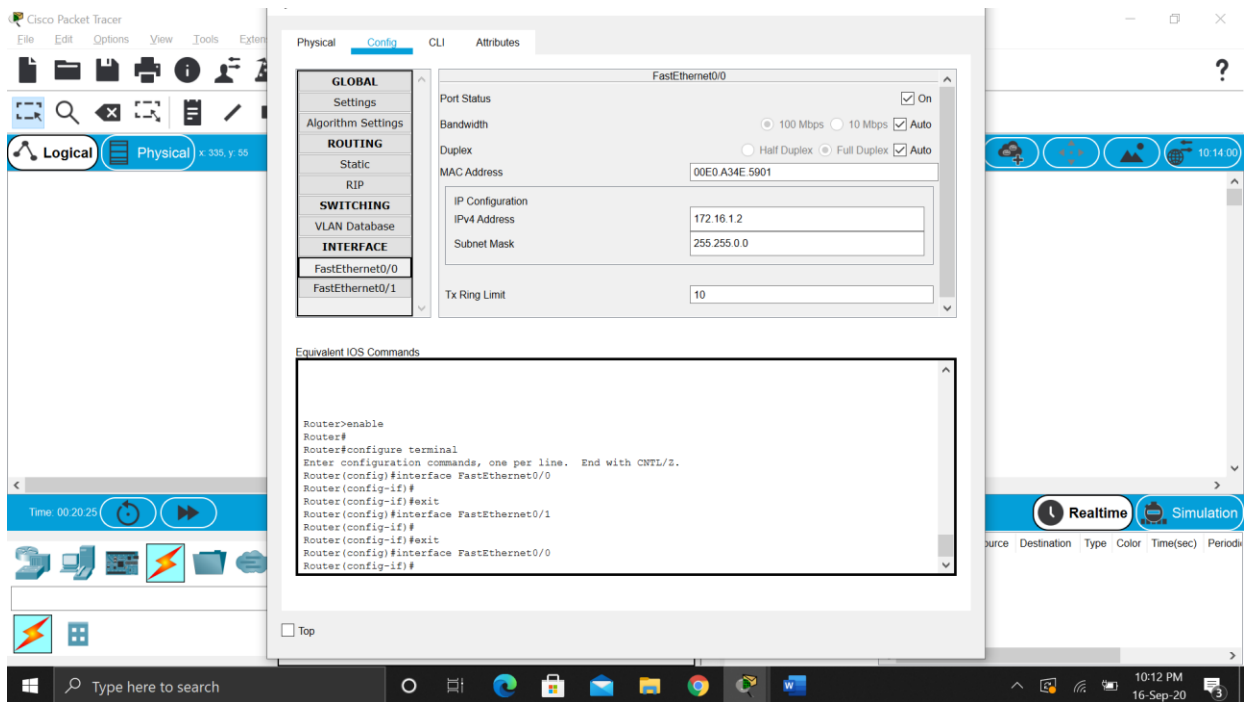 Cisco Packet Tracer
File Edit Options View Tools
Physical Config CLI Attributes
GLOBAL
Settings
Algorithm Settings
ROUTING
Static
RIP
SWITCHING
VLAN Database
INTERFACE
FastEthernet0/0
FastEthernet0/1
FastEthernet0/0
Port Status On
Bandwidth 100 Mbps 10 Mbps Auto
Duplex Half Duplex Full Duplex Auto
MAC Address 00E0.A34E.5901
IP Configuration
IPv4 Address 172.16.1.2
Subnet Mask 255.255.0.0
Tx Ring Limit 10
Equivalent IOS Commands
Router>enable
Router#
Router#configure terminal
Enter configuration commands, one per line. End with CNTL/Z.
Router(config)#interface FastEthernet0/0
Router(config-if)#
Router(config-if)#exit
Router(config)#interface FastEthernet0/1
Router(config-if)#
Router(config-if)#exit
Router(config)#interface FastEthernet0/0
Router(config-if)#
Top
?
Logical Physical x: 335, y: 55
10:14:00
Time: 00:20:25
Realtime Simulation
Destination Type Color Time(sec)
Type here to search
10:12 PM
16-Sep-20
3